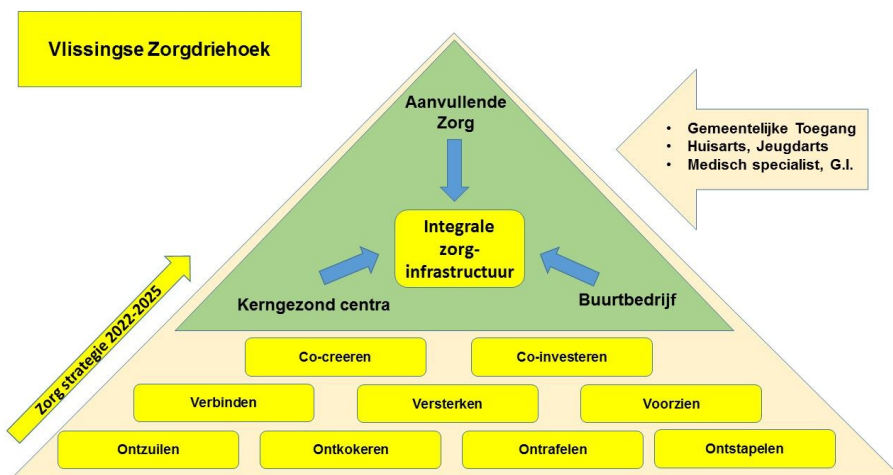 Vlissingse Zorgdriehoek
Aanvullende
Zorg
• Gemeentelijke Toegang
• Huisarts, Jeugdarts
• Medisch specialist, G.I.
Integrale
zorg-
infrastructuur
Kerngezond centra
Buurtbedrijf
Zorg strategie 2022-2025
Co-creeren
Co-investeren
Verbinden
Versterken
Voorzien
Ontzuilen
Ontkokeren
Ontrafelen
Ontstapelen